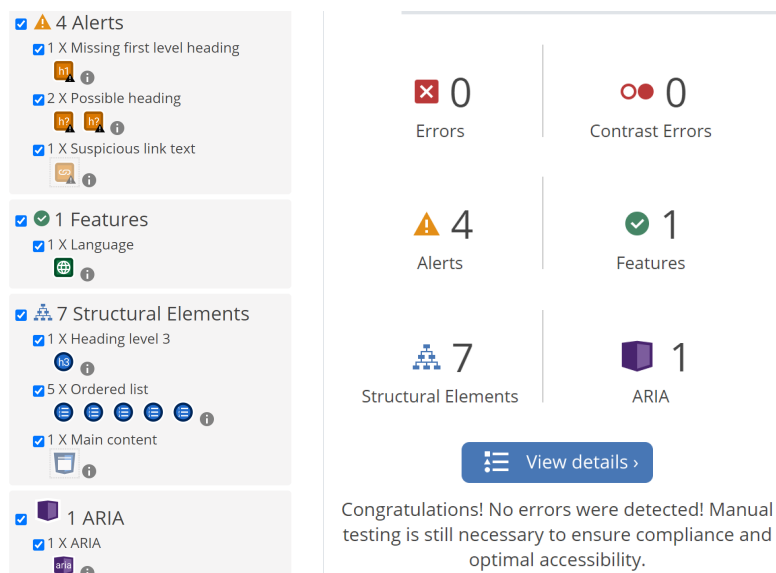 4 Alerts
1 X Missing first level heading
h1
2 X Possible heading
h? h?
1 X Suspicious link text
1 Features
1 X Language
7 Structural Elements
1 X Heading level 3
h3
5 X Ordered list
1 X Main content
1 ARIA
1 X ARIA
aria
0
Errors
0
Contrast Errors
4
Alerts
1
Features
7
Structural Elements
1
ARIA
View details ›
Congratulations! No errors were detected! Manual
testing is still necessary to ensure compliance and
optimal accessibility.